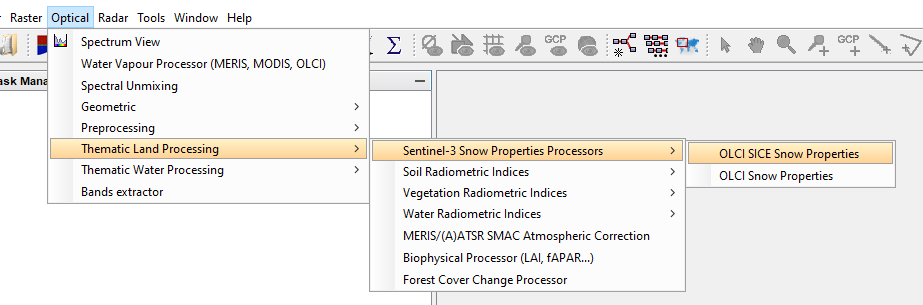 Raster Optical Radar Tools Window Help
Σ
GCP
GCP
ask Mana
Spectrum View
Water Vapour Processor (MERIS, MODIS, OLCI)
Spectral Unmixing
Geometric
Preprocessing
Thematic Land Processing
Thematic Water Processing
Bands extractor
Sentinel-3 Snow Properties Processors
Soil Radiometric Indices
Vegetation Radiometric Indices
Water Radiometric Indices
MERIS/(A)ATSR SMAC Atmospheric Correction
Biophysical Processor (LAI, fAPAR...)
Forest Cover Change Processor
OLCI SICE Snow Properties
OLCI Snow Properties